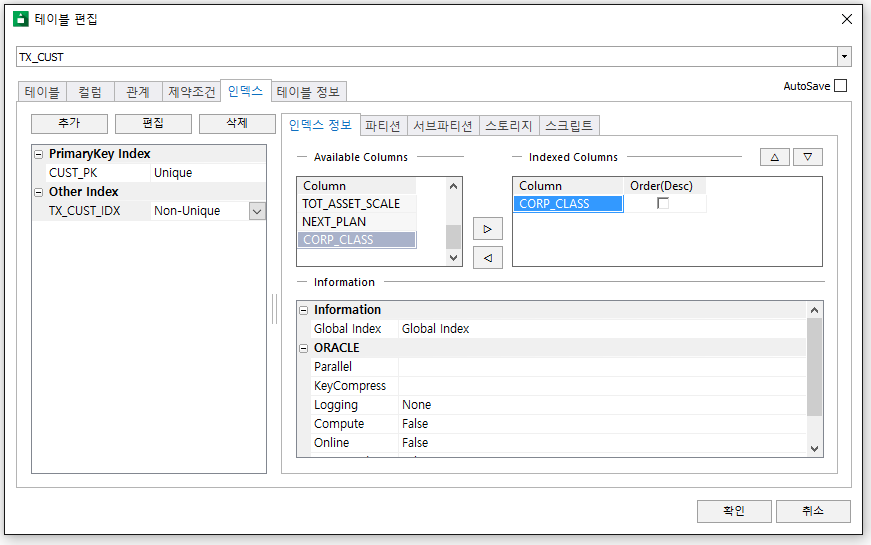 테이블 편집
TX_CUST
테이블 컬럼 관계 제약조건 인덱스 테이블 정보
AutoSave
추가 편집 삭제
PrimaryKey Index
CUST_PK Unique
Other Index
TX_CUST_IDX Non-Unique
인덱스 정보 파티션 서브파티션 스토리지 스크립트
Available Columns
Column
TOT_ASSET_SCALE
NEXT_PLAN
CORP_CLASS
Indexed Columns
Column Order(Desc)
CORP_CLASS
Information
Information
Global Index Global Index
ORACLE
Parallel
KeyCompress
Logging None
Compute False
Online False
확인 취소